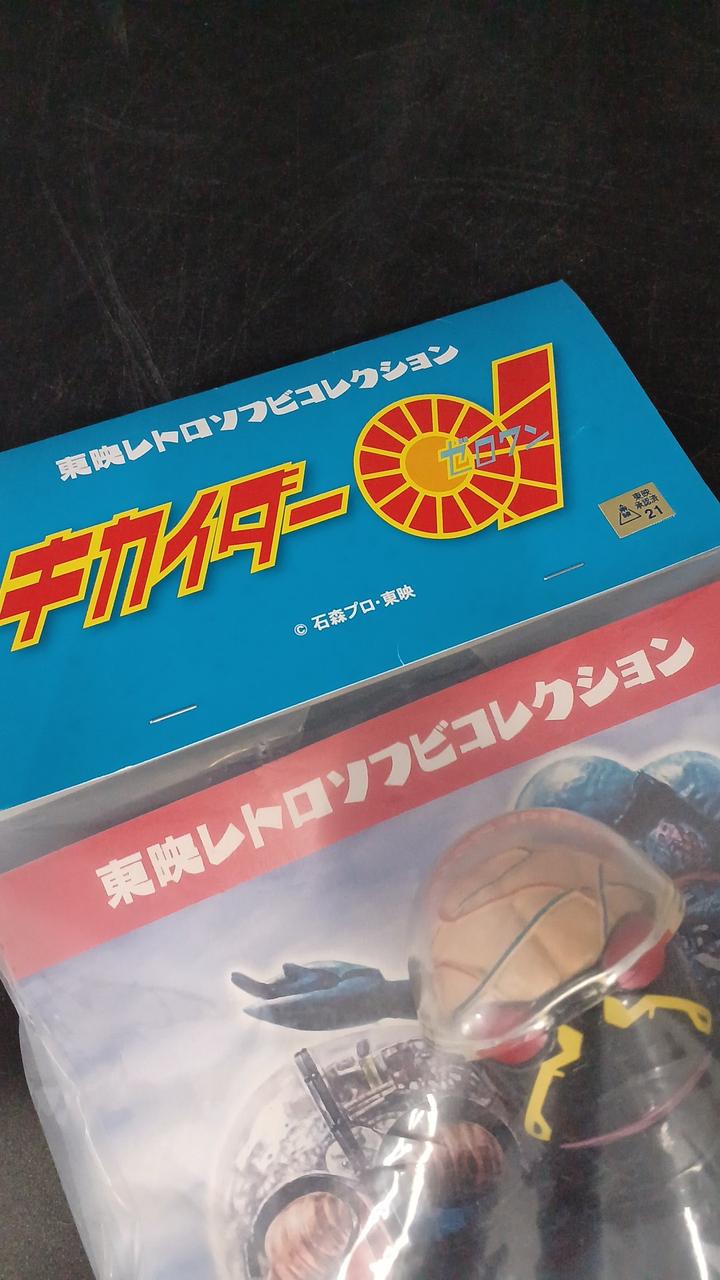 東映レトロソフビコレクション
キカイダー01
ゼロワン
東映
承認済
21
© 石森プロ・東映
東映レトロソフビコレクション